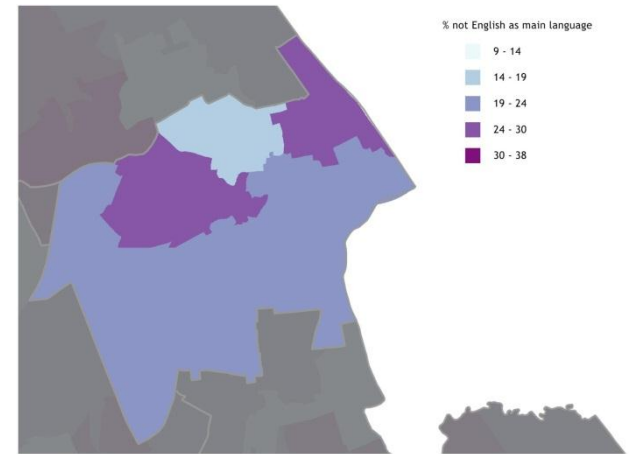 % not English as main language
9 - 14
14 - 19
19 - 24
24 - 30
30 - 38